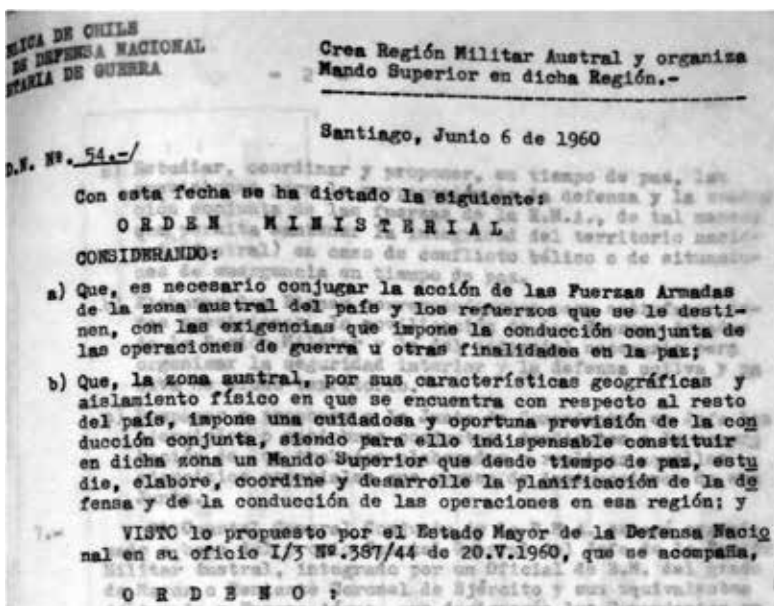 BLICA DE CHILE
DE DEFENSA NACIONAL
ETARIA DE GUERRA
Crea Región Militar Austral y organiza
Mando Superior en dicha Región.-
- 2
Santiago, Junio 6 de 1960
D.N. Nº. 54.-/
Con esta fecha se ha dictado la siguiente:
O R D E N M I N I S T E R I A L
CONSIDERANDO:
a) Que, es necesario conjugar la acción de las Fuerzas Armadas
de la zona austral del país y los refuerzos que se le desti-
nen, con las exigencias que impone la conducción conjunta de
las operaciones de guerra u otras finalidades en la paz;
b) Que, la zona austral, por sus características geográficas y
aislamiento físico en que se encuentra con respecto al resto
del país, impone una cuidadosa y oportuna previsión de la con
ducción conjunta, siendo para ello indispensable constituir
en dicha zona un Mando Superior que desde tiempo de paz, estu
die, elabore, coordine y desarrolle la planificación de la de
fensa y de la conducción de las operaciones en esa región; y
7.-
VISTO lo propuesto por el Estado Mayor de la Defensa Nacio
nal en su oficio I/3 Nº.387/44 de 20.V.1960, que se acompaña,
O R D E N O :